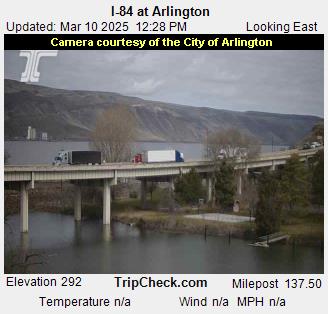 I-84 at Arlington
Updated: Mar 10 2025 12:28 PM Looking East
Camera courtesy of the City of Arlington
Elevation 292 TripCheck.com Milepost 137.50
Temperature n/a Wind n/a MPH n/a